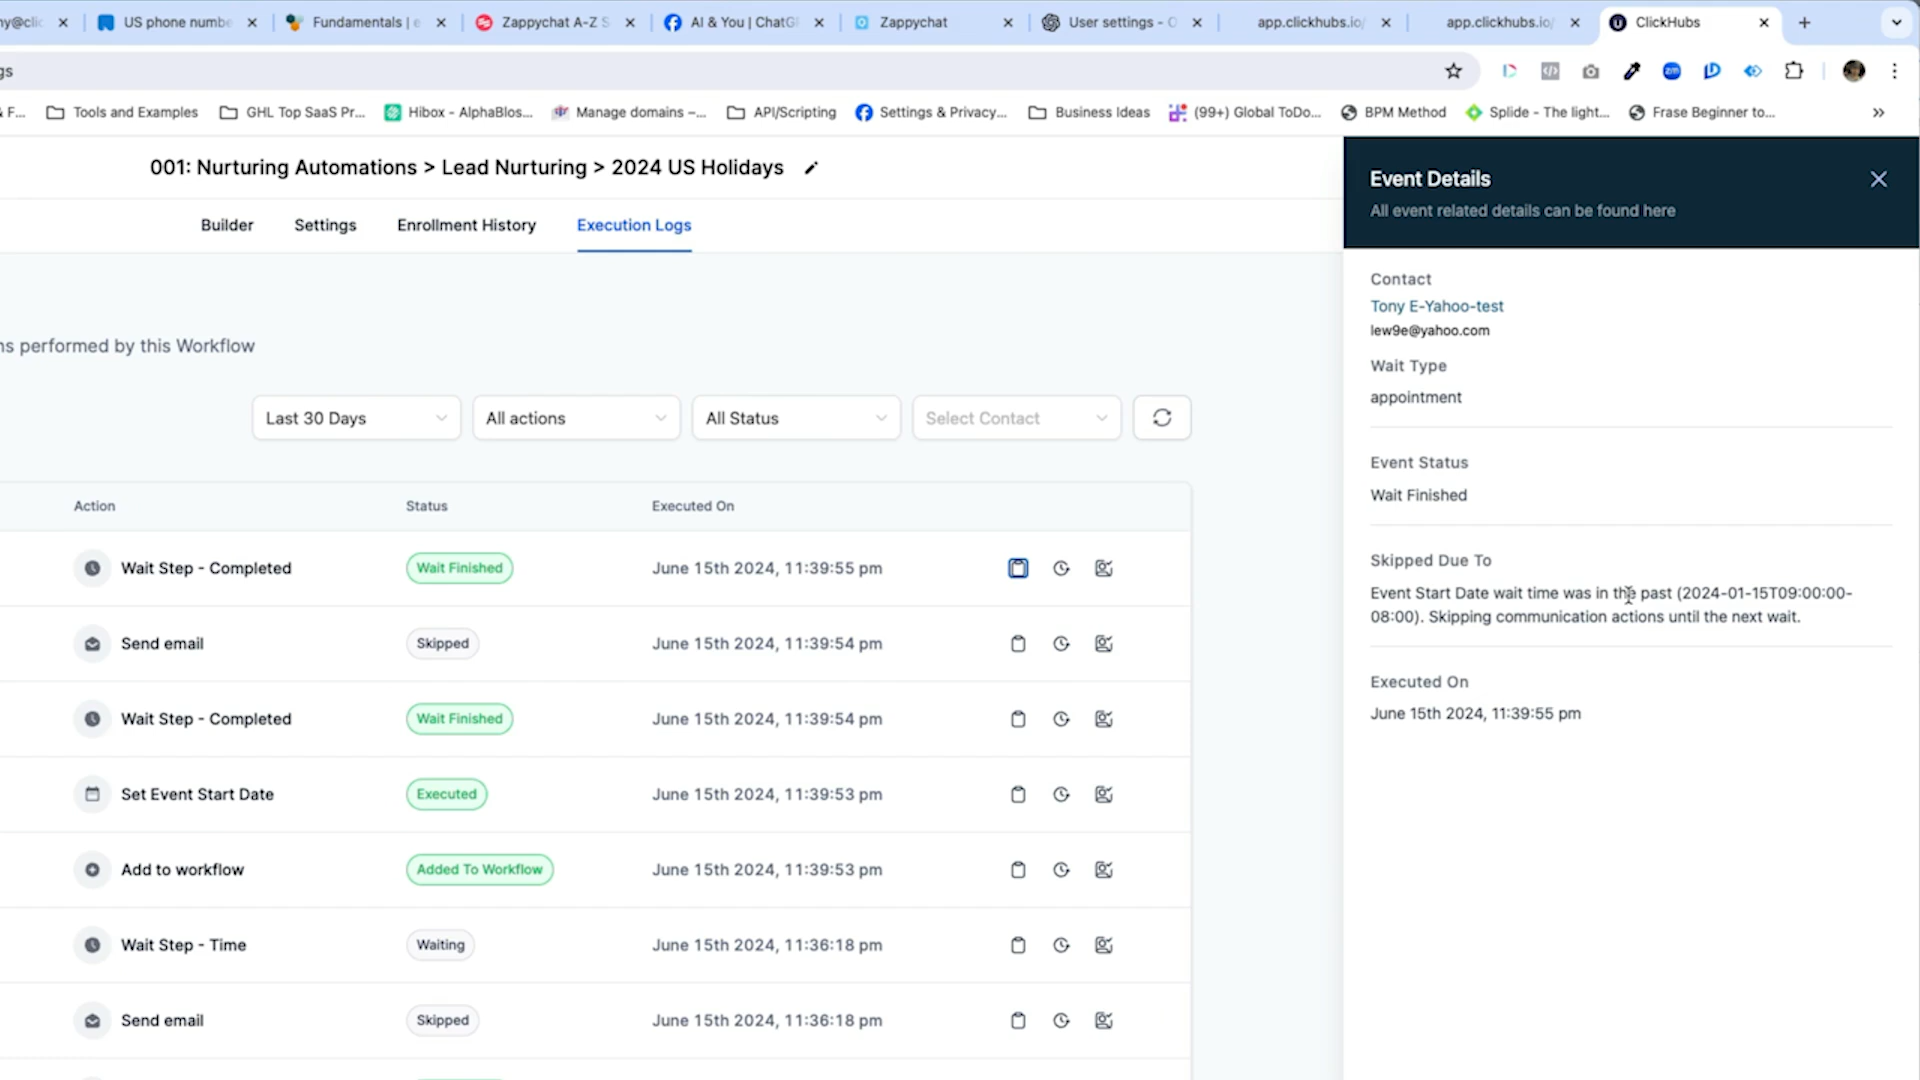 ny@clic
US phone numbe
Fundamentals | e
Zappychat A-Z S
AI & You | ChatG
Zappychat
User settings - O
app.clickhubs.io/
app.clickhubs.io/
ClickHubs
gs
& F...
Tools and Examples
GHL Top SaaS Pr...
Hibox - AlphaBlos...
Manage domains –...
API/Scripting
Settings & Privacy...
Business Ideas
(99+) Global ToDo...
BPM Method
Splide - The light...
Frase Beginner to...
»
001: Nurturing Automations > Lead Nurturing > 2024 US Holidays
Builder
Settings
Enrollment History
Execution Logs
ns performed by this Workflow
Last 30 Days
All actions
All Status
Select Contact
Action
Status
Executed On
Wait Step - Completed
Wait Finished
June 15th 2024, 11:39:55 pm
Send email
Skipped
June 15th 2024, 11:39:54 pm
Wait Step - Completed
Wait Finished
June 15th 2024, 11:39:54 pm
Set Event Start Date
Executed
June 15th 2024, 11:39:53 pm
Add to workflow
Added To Workflow
June 15th 2024, 11:39:53 pm
Wait Step - Time
Waiting
June 15th 2024, 11:36:18 pm
Send email
Skipped
June 15th 2024, 11:36:18 pm
Event Details
All event related details can be found here
Contact
Tony E-Yahoo-test
lew9e@yahoo.com
Wait Type
appointment
Event Status
Wait Finished
Skipped Due To
Event Start Date wait time was in the past (2024-01-15T09:00:00-
08:00). Skipping communication actions until the next wait.
Executed On
June 15th 2024, 11:39:55 pm